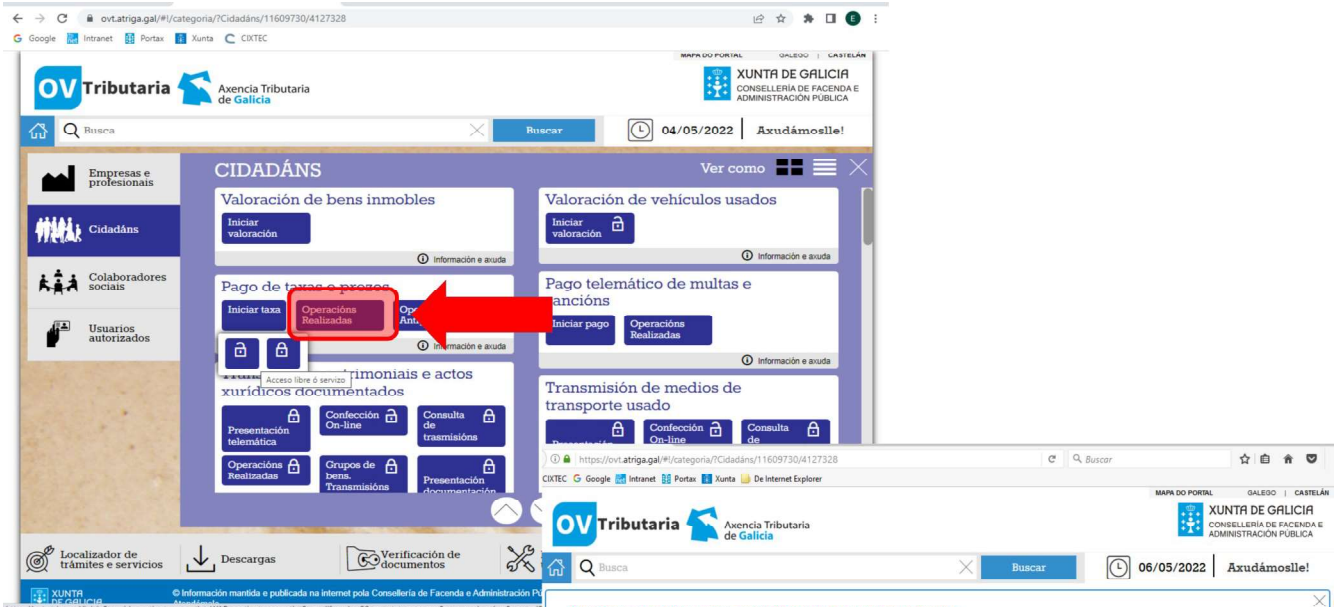 ovt.atriga.gal/#!/categoria/?Cidadáns/11609730/4127328
Google Intranet Portax Xunta CIXTEC
MAPA DO PORTAL GALEGO | CASTELÁN
OV Tributaria
Axencia Tributaria
de Galicia
XUNTA DE GALICIA
CONSELLERÍA DE FACENDA E
ADMINISTRACIÓN PÚBLICA
Busca
Buscar
04/05/2022
Axudámoslle!
Empresas e
profesionais
Cidadáns
Colaboradores
sociais
Usuarios
autorizados
CIDADÁNS
Ver como
Valoración de bens inmobles
Iniciar
valoración
Información e axuda
Valoración de vehículos usados
Iniciar
valoración
Información e axuda
Pago de taxas e prezos
Iniciar taxa
Operacións
Realizadas
Información e axuda
Acceso libre ó servizo
Pago telemático de multas e
sancións
Iniciar pago
Operacións
Realizadas
Información e axuda
e actos
xurídicos documentados
Presentación
telemática
Confección
On-line
Consulta
de
trasmisións
Operacións
Realizadas
Grupos de
bens.
Transmisións
Presentación
documentación
Transmisión de medios de
transporte usado
Confección
On-line
Consulta
de
Localizador de
trámites e servicios
Descargas
Verificación de
documentos
XUNTA
DE GALICIA
© Información mantida e publicada na internet pola Consellería de Facenda e Administración
https://ovt.atriga.gal/#!/categoria/?Cidadáns/11609730/4127328
Buscar
CIXTEC Google Intranet Portax Xunta De Internet Explorer
MAPA DO PORTAL GALEGO | CASTELÁN
OV Tributaria
Axencia Tributaria
de Galicia
XUNTA DE GALICIA
CONSELLERÍA DE FACENDA E
ADMINISTRACIÓN PÚBLICA
Busca
Buscar
06/05/2022
Axudámoslle!